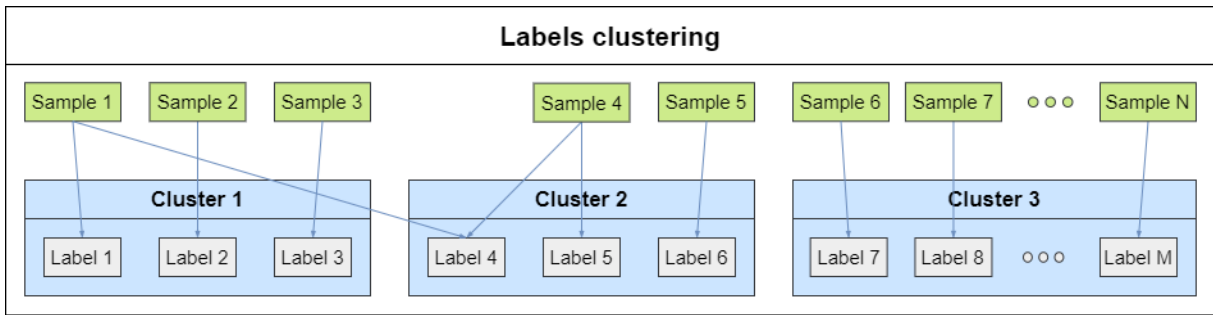 Labels clustering
Sample 1 Sample 2 Sample 3 Sample 4 Sample 5 Sample 6 Sample 7 Sample N
Cluster 1 Cluster 2 Cluster 3
Label 1 Label 2 Label 3 Label 4 Label 5 Label 6 Label 7 Label 8 Label M